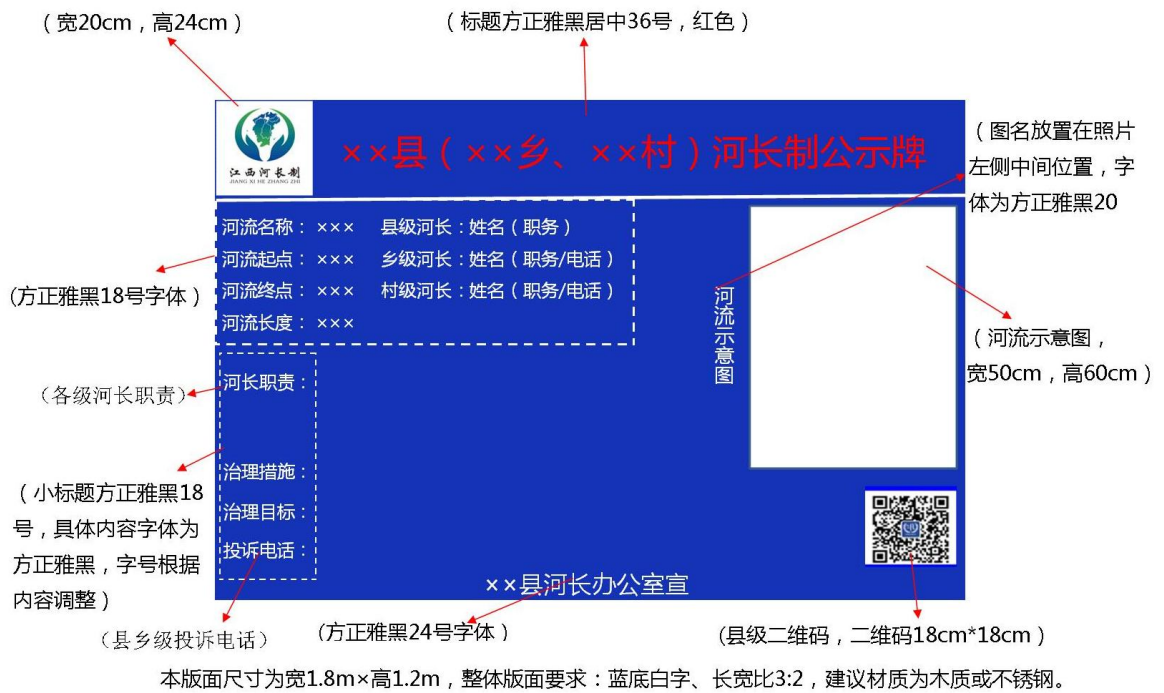 （宽20cm，高24cm）
（标题方正雅黑居中36号，红色）
江西河长制
JIANG XI HE ZHANG ZHI
××县（××乡、××村）河长制公示牌
（图名放置在照片
左侧中间位置，字
体为方正雅黑20
河流名称：×××　县级河长：姓名（职务）
河流起点：×××　乡级河长：姓名（职务/电话）
河流终点：×××　村级河长：姓名（职务/电话）
河流长度：×××
（方正雅黑18号字体）
河流示意图
（河流示意图，
宽50cm，高60cm）
河长职责：
（各级河长职责）
治理措施：
治理目标：
投诉电话：
（小标题方正雅黑18
号，具体内容字体为
方正雅黑，字号根据
内容调整）
××县河长办公室宣
（县乡级投诉电话）
（方正雅黑24号字体）
（县级二维码，二维码18cm*18cm）
本版面尺寸为宽1.8m×高1.2m，整体版面要求：蓝底白字、长宽比3:2，建议材质为木质或不锈钢。